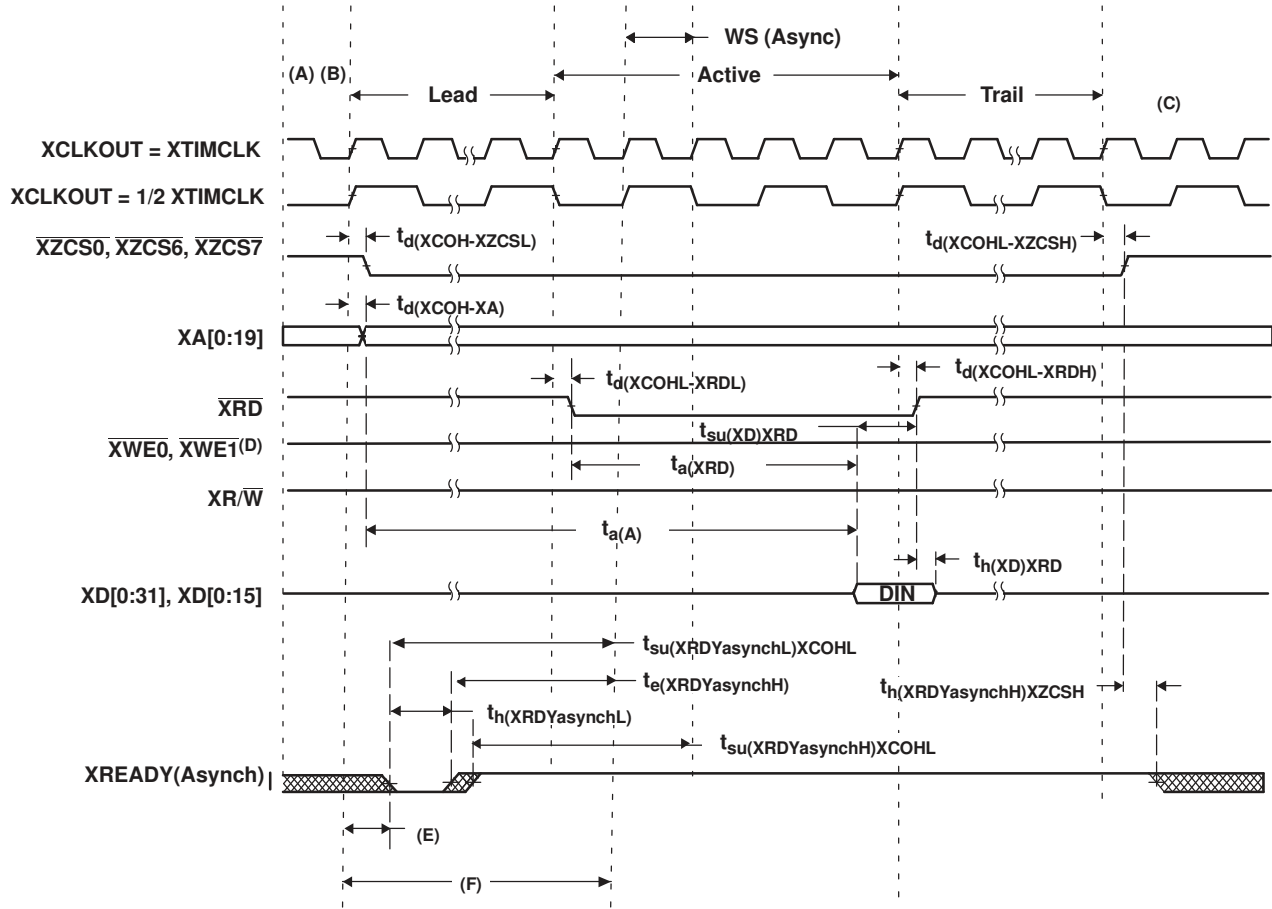 WS (Async)
(A) (B)
Active
Lead
Trail
(C)
XCLKOUT = XTIMCLK
XCLKOUT = 1/2 XTIMCLK
XZCS0, XZCS6, XZCS7
td(XCOH-XZCSL)
td(XCOHL-XZCSH)
td(XCOH-XA)
XA[0:19]
td(XCOHL-XRDL)
td(XCOHL-XRDH)
XRD
tsu(XD)XRD
XWE0, XWE1(D)
ta(XRD)
XR/W
ta(A)
th(XD)XRD
XD[0:31], XD[0:15]
DIN
tsu(XRDYasynchL)XCOHL
te(XRDYasynchH)
th(XRDYasynchH)XZCSH
th(XRDYasynchL)
tsu(XRDYasynchH)XCOHL
XREADY(Asynch)
(E)
(F)